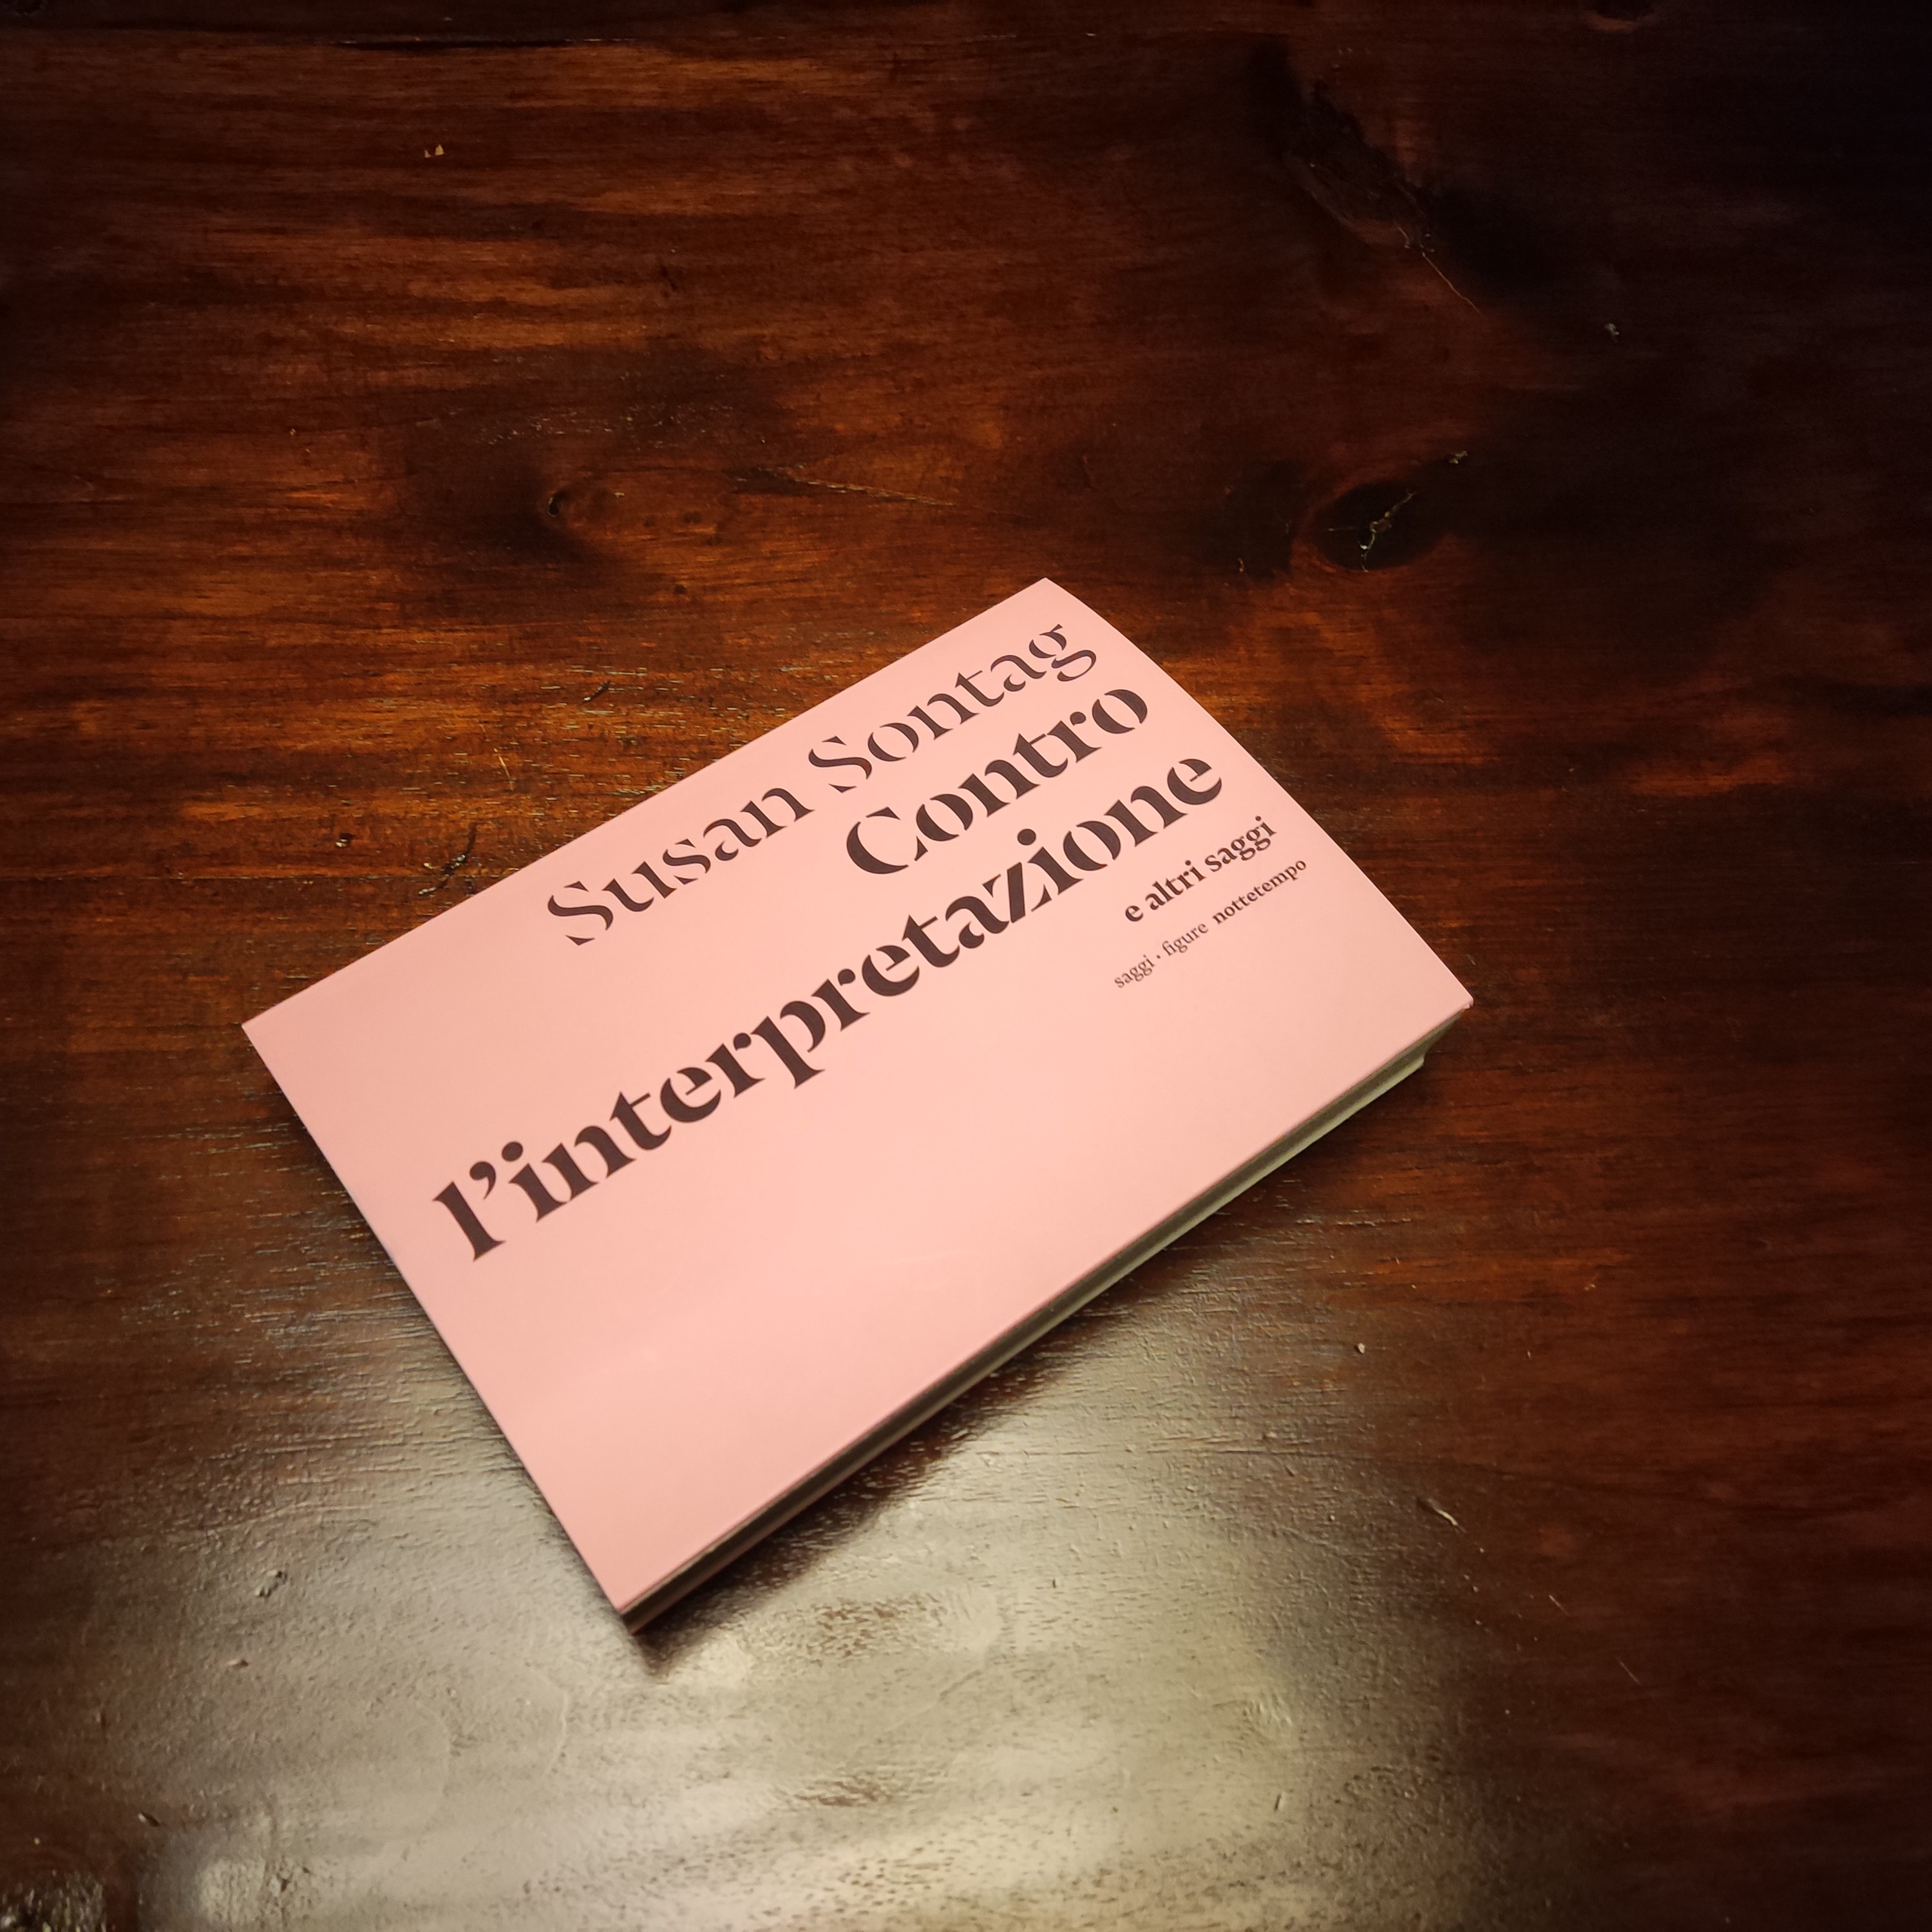 Susan Sontag
Contro
l’interpretazione
e altri saggi
saggi • figure nottetempo